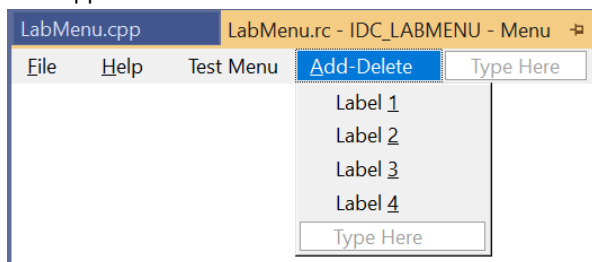 LabMenu.cpp LabMenu.rc - IDC_LABMENU - Menu
File Help Test Menu Add-Delete Type Here
Label 1
Label 2
Label 3
Label 4
Type Here